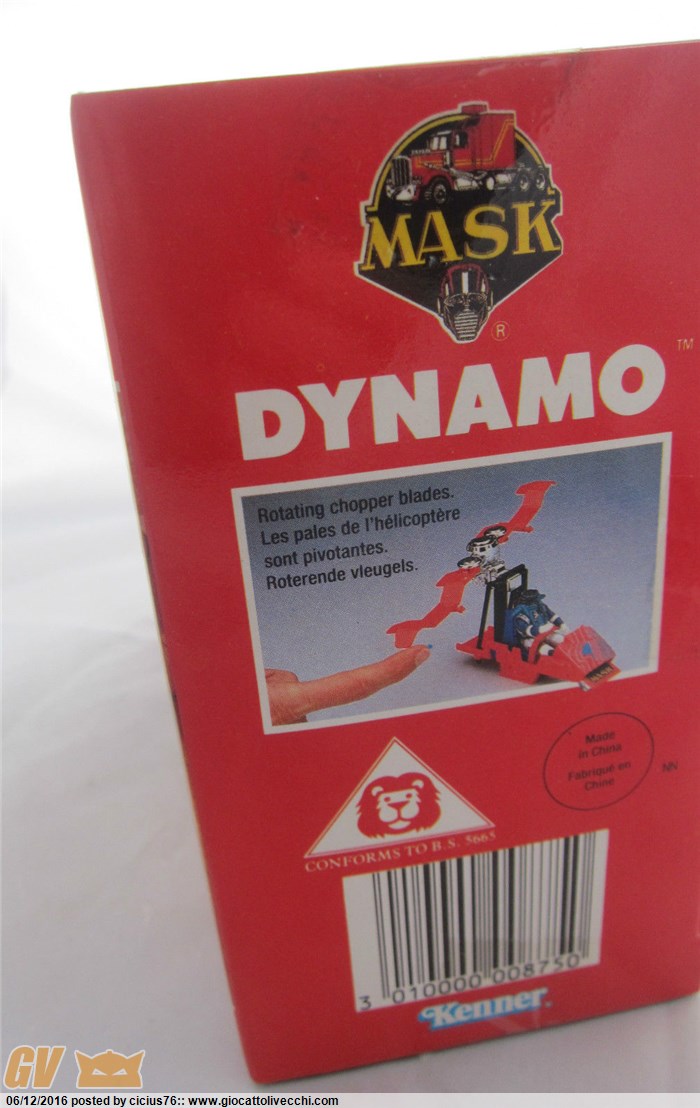 MASK
®
DYNAMO
TM
Rotating chopper blades.
Les pales de l'hélicoptère
sont pivotantes.
Roterende vleugels.
Made
in China
Fabriqué en
Chine
NN
CONFORMS TO B.S. 5665
3 010000 008750
Kenner
GV
06/12/2016 posted by cicius76:: www.giocattolivecchi.com